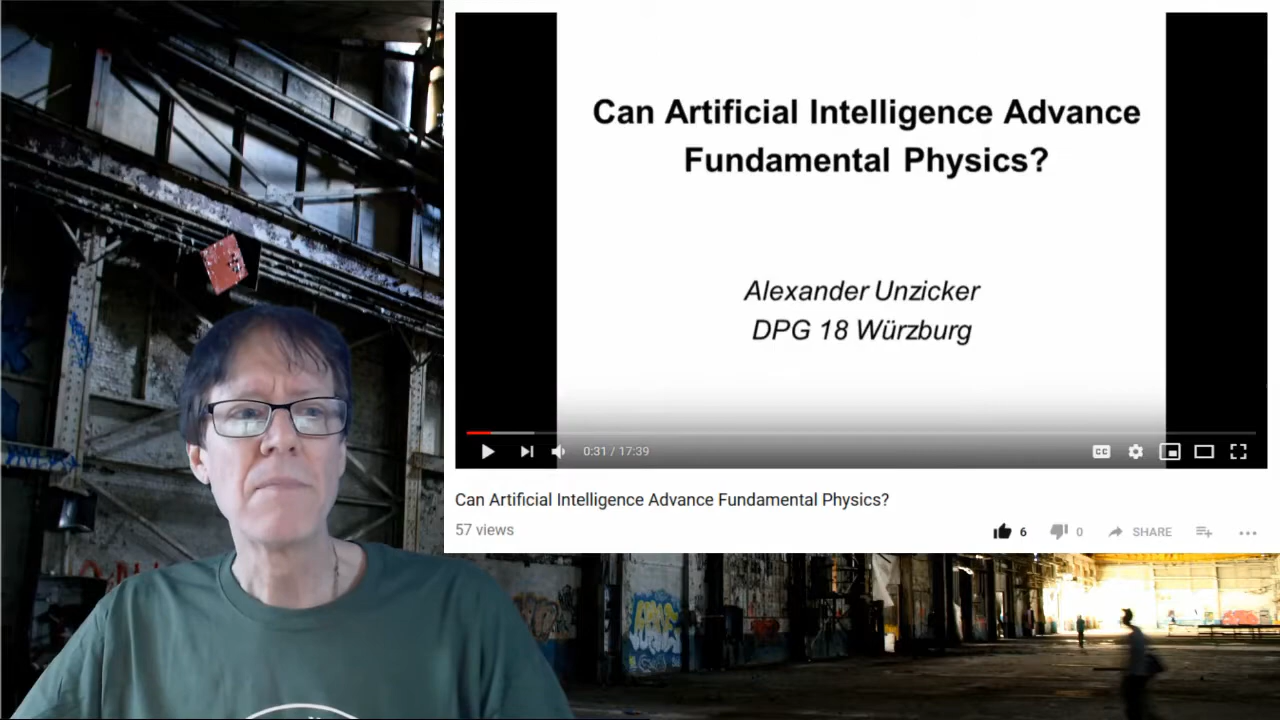 Can Artificial Intelligence Advance
Fundamental Physics?
Alexander Unzicker
DPG 18 Würzburg
0:31 / 17:39
CC
Can Artificial Intelligence Advance Fundamental Physics?
57 views
6
0
SHARE